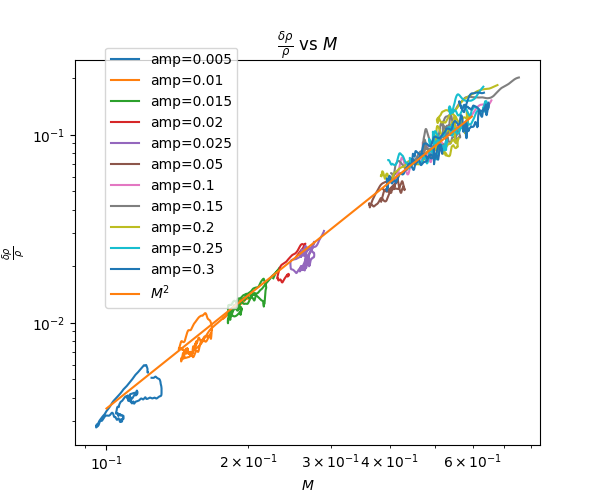 δρ/ρ vs M
amp=0.005
amp=0.01
amp=0.015
amp=0.02
amp=0.025
amp=0.05
amp=0.1
amp=0.15
amp=0.2
amp=0.25
amp=0.3
M²
10⁻¹
10⁻²
δρ/ρ
10⁻¹ 2 × 10⁻¹ 3 × 10⁻¹ 4 × 10⁻¹ 6 × 10⁻¹
M